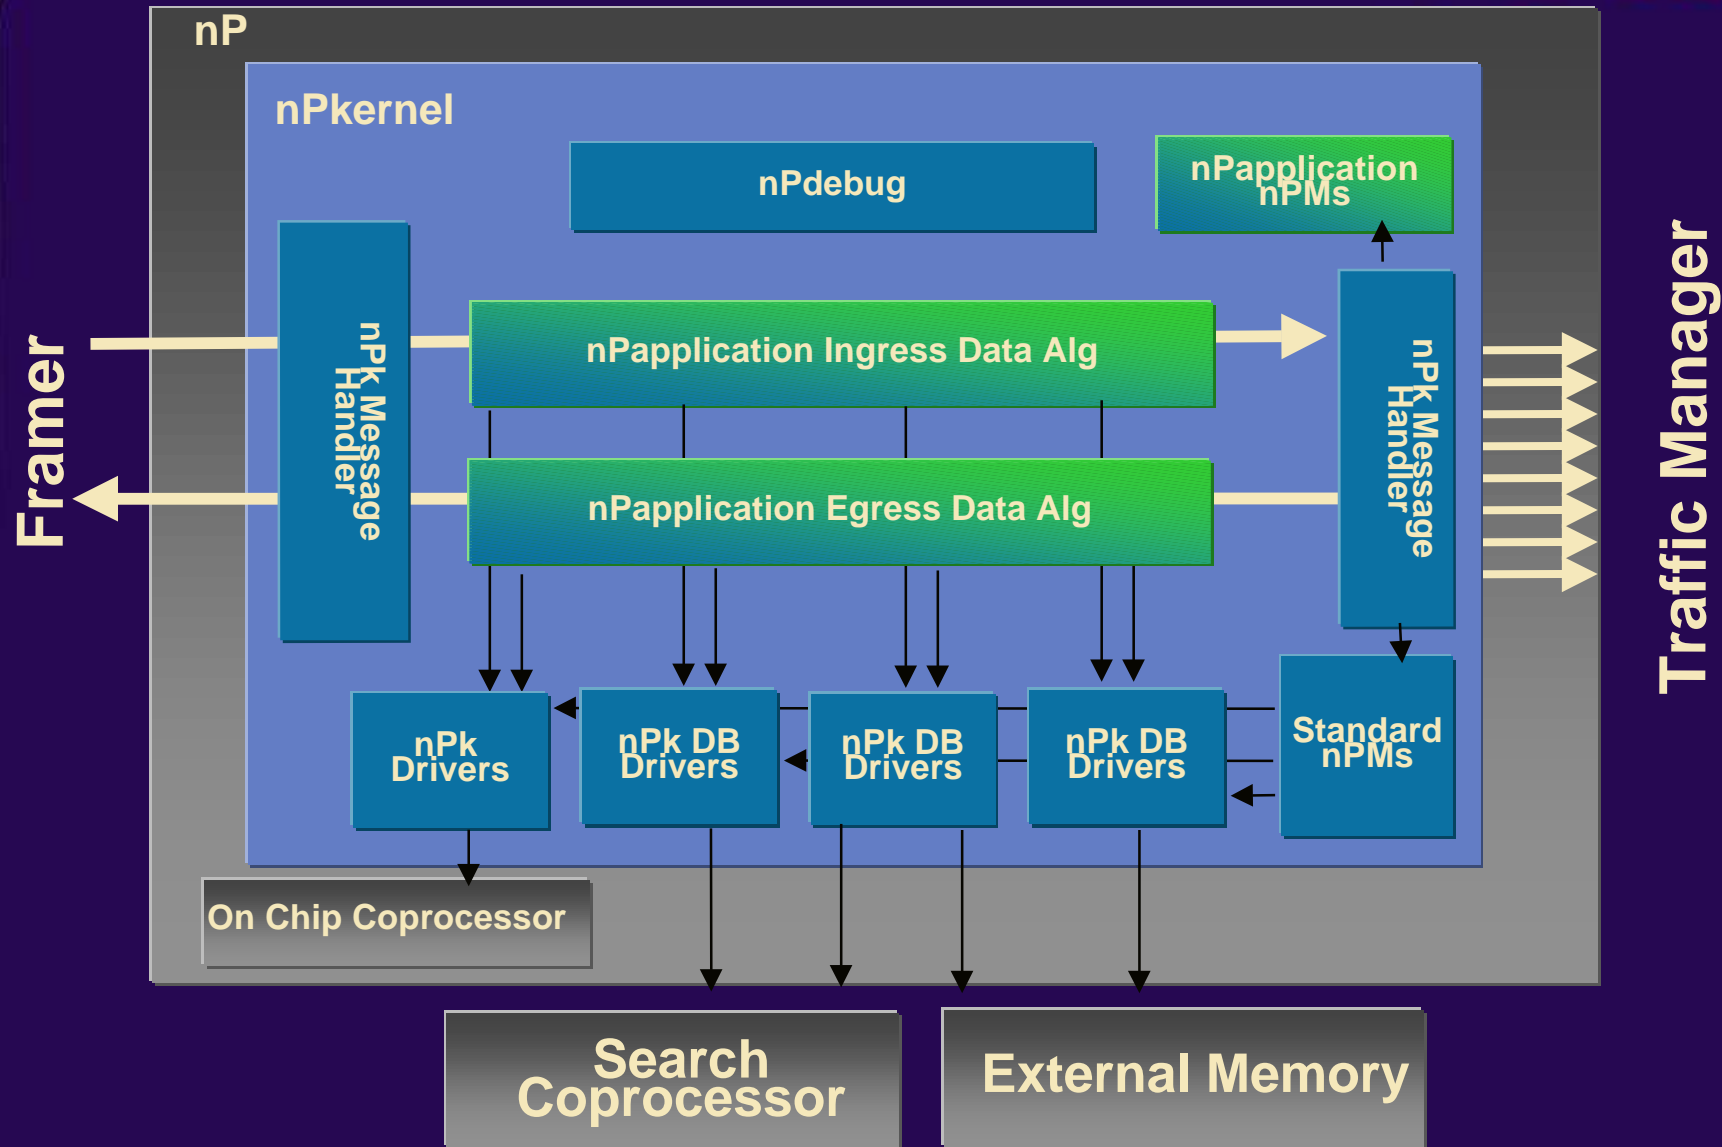 nP
nPkernel
nPdebug
nPapplication
nPMs
Framer
nPk Message
Handler
nPapplication Ingress Data Alg
nPapplication Egress Data Alg
nPk Message
Handler
Traffic Manager
nPk
Drivers
nPk DB
Drivers
nPk DB
Drivers
nPk DB
Drivers
Standard
nPMs
On Chip Coprocessor
Search
Coprocessor
External Memory